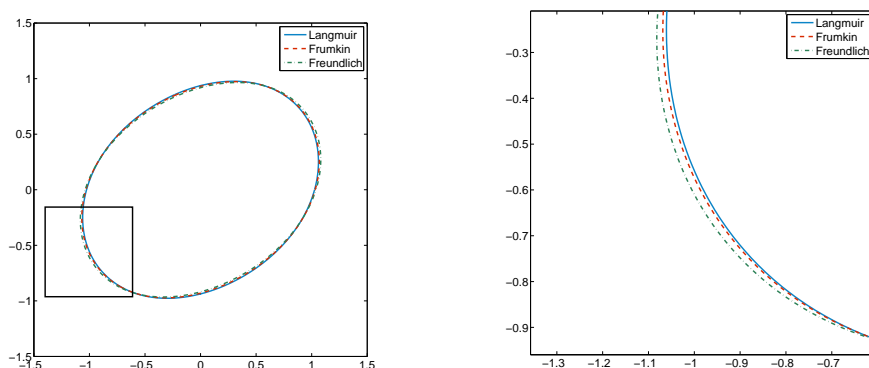 1.5
1
0.5
0
−0.5
−1
−1.5
−1.5 −1 −0.5 0 0.5 1 1.5
Langmuir
Frumkin
Freundlich
−0.3
−0.4
−0.5
−0.6
−0.7
−0.8
−0.9
−1.3 −1.2 −1.1 −1 −0.9 −0.8 −0.7
Langmuir
Frumkin
Freundlich